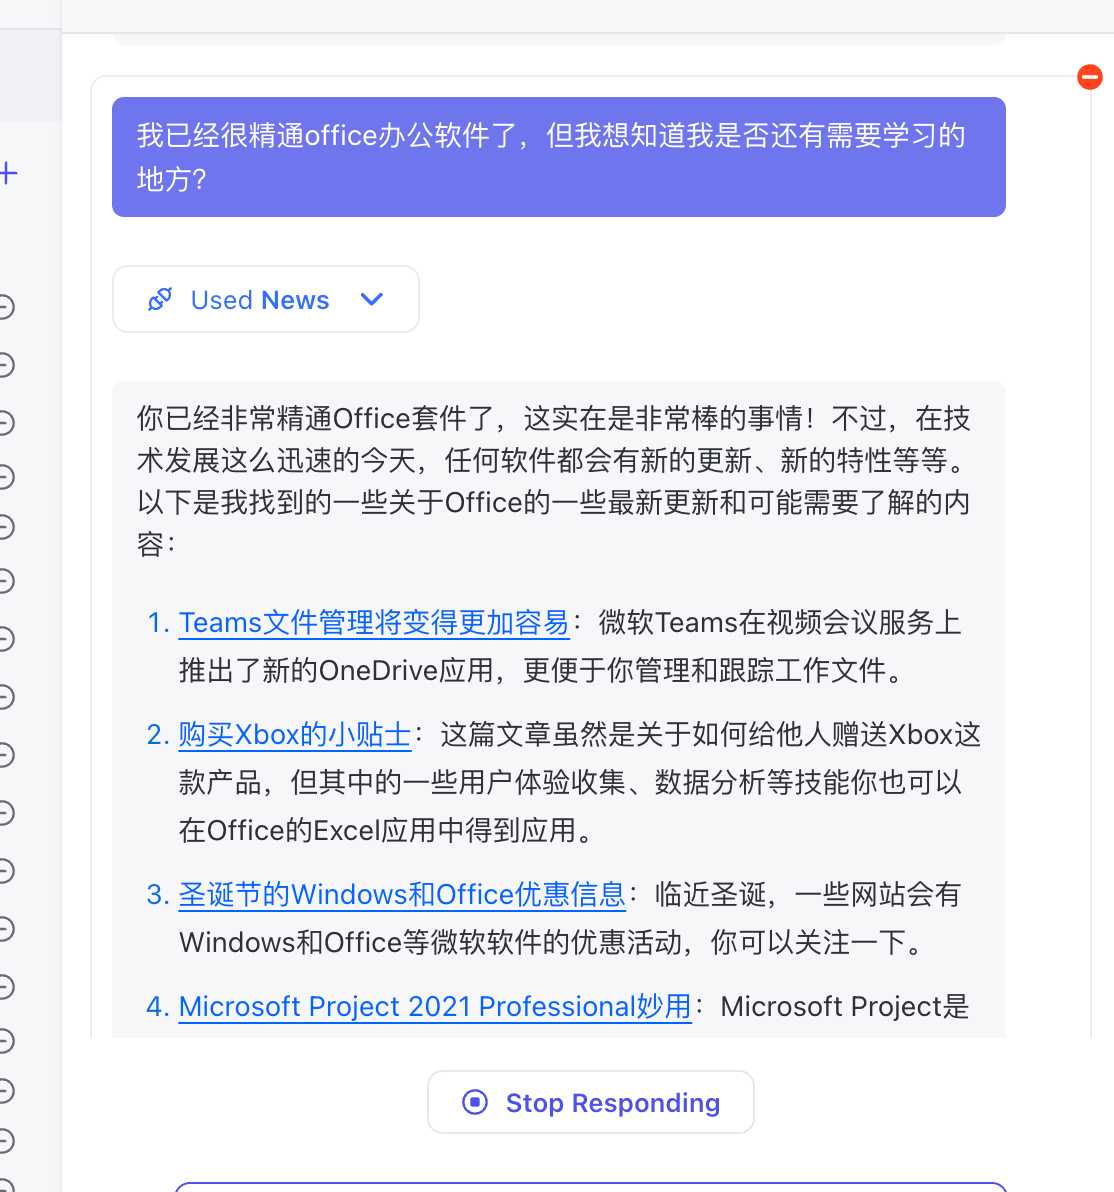 我已经很精通office办公软件了，但我想知道我是否还有需要学习的
地方?
Used News
你已经非常精通Office套件了，这实在是非常棒的事情！不过，在技
术发展这么迅速的今天，任何软件都会有新的更新、新的特性等等。
以下是我找到的一些关于Office的一些最新更新和可能需要了解的内
容：
1. Teams文件管理将变得更加容易：微软Teams在视频会议服务上
推出了新的OneDrive应用，更便于你管理和跟踪工作文件。
2. 购买Xbox的小贴士：这篇文章虽然是关于如何给他人赠送Xbox这
款产品，但其中的一些用户体验收集、数据分析等技能你也可以
在Office的Excel应用中得到应用。
3. 圣诞节的Windows和Office优惠信息：临近圣诞，一些网站会有
Windows和Office等微软软件的优惠活动，你可以关注一下。
4. Microsoft Project 2021 Professional妙用：Microsoft Project是
Stop Responding